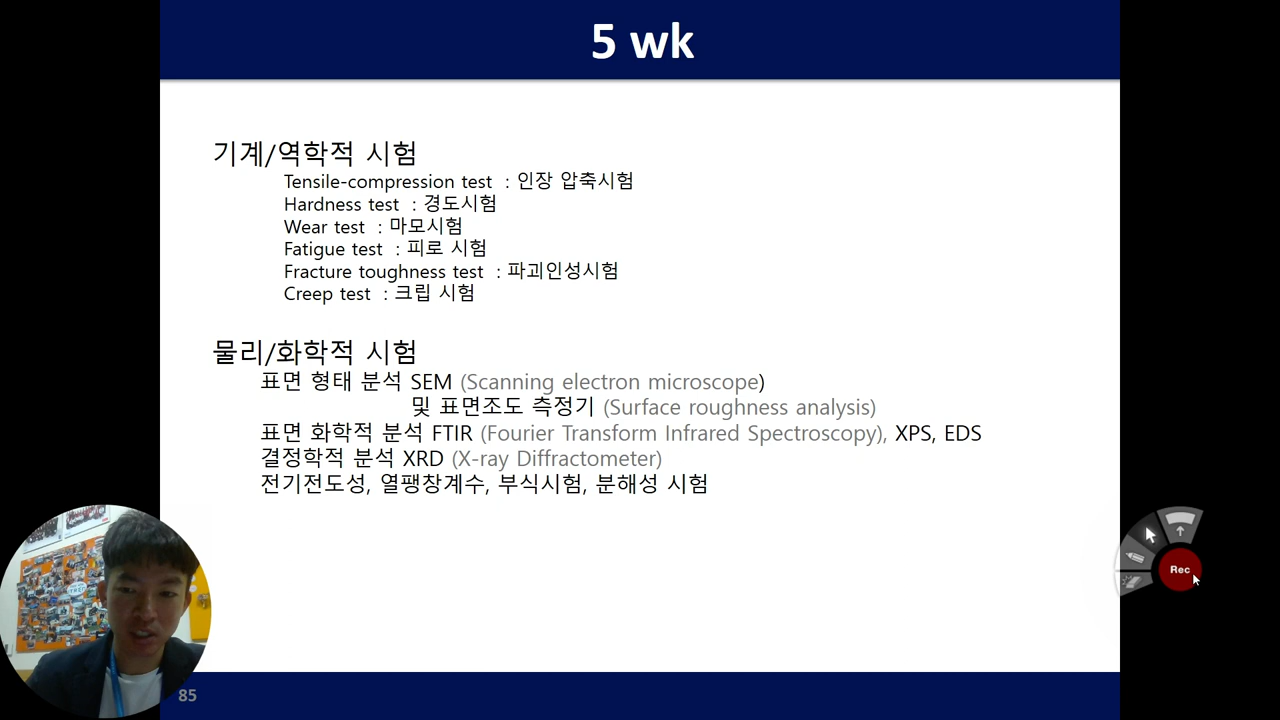 5 wk
기계/역학적 시험
Tensile-compression test : 인장 압축시험
Hardness test : 경도시험
Wear test : 마모시험
Fatigue test : 피로 시험
Fracture toughness test : 파괴인성시험
Creep test : 크립 시험
물리/화학적 시험
표면 형태 분석 SEM (Scanning electron microscope)
및 표면조도 측정기 (Surface roughness analysis)
표면 화학적 분석 FTIR (Fourier Transform Infrared Spectroscopy), XPS, EDS
결정학적 분석 XRD (X-ray Diffractometer)
전기전도성, 열팽창계수, 부식시험, 분해성 시험
Rec
85